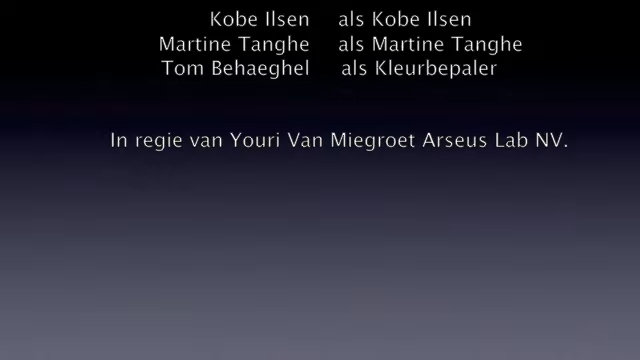 Kobe Ilsen als Kobe Ilsen
Martine Tanghe als Martine Tanghe
Tom Behaeghel als Kleurbepaler
In regie van Youri Van Miegroet Arseus Lab NV.